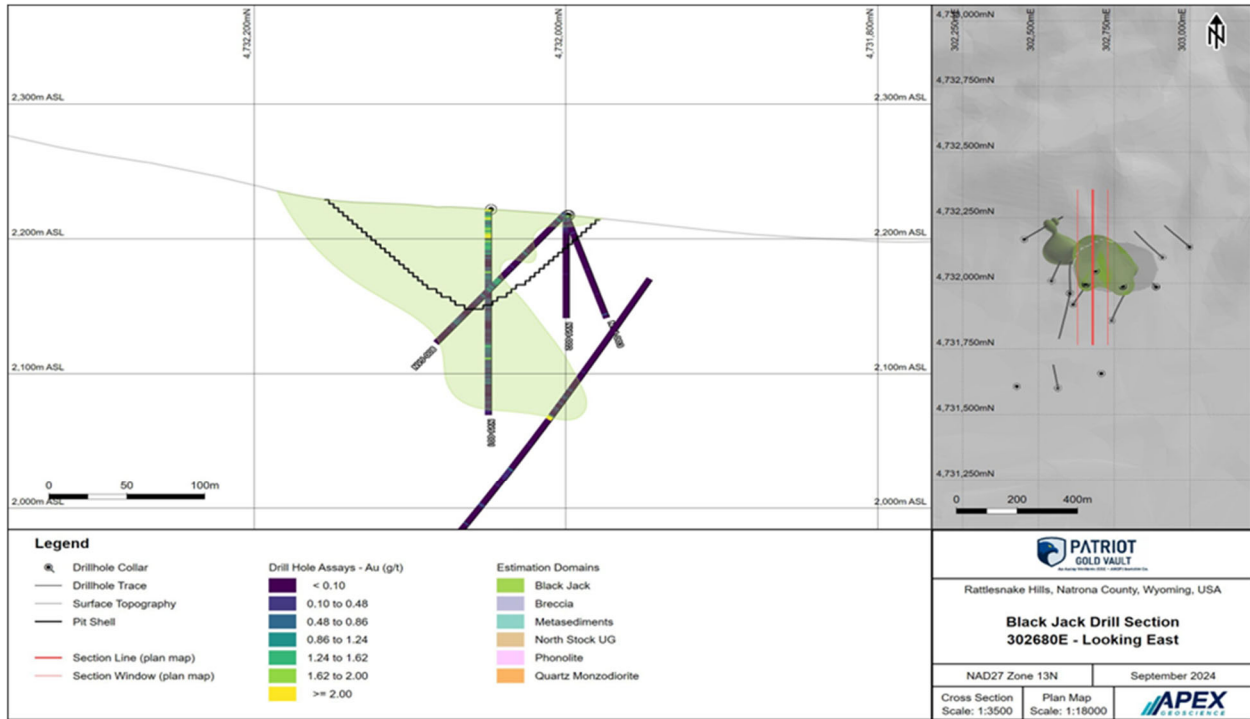 4,732,200mN
4,732,000mN
4,731,800mN
2,300m ASL
2,300m ASL
2,200m ASL
2,200m ASL
2,100m ASL
2,100m ASL
2,000m ASL
2,000m ASL
0 50 100m
302,250mE
302,500mE
302,750mE
303,000mE
N
4,733,000mN
4,732,750mN
4,732,500mN
4,732,250mN
4,732,000mN
4,731,750mN
4,731,500mN
4,731,250mN
0 200 400m
Legend
Drillhole Collar
Drillhole Trace
Surface Topography
Pit Shell
Section Line (plan map)
Section Window (plan map)
Drill Hole Assays - Au (g/t)
< 0.10
0.10 to 0.48
0.48 to 0.86
0.86 to 1.24
1.24 to 1.62
1.62 to 2.00
>= 2.00
Estimation Domains
Black Jack
Breccia
Metasediments
North Stock UG
Phonolite
Quartz Monzodiorite
PATRIOT
GOLD VAULT
Rattlesnake Hills, Natrona County, Wyoming, USA
Black Jack Drill Section
302680E - Looking East
NAD27 Zone 13N
September 2024
Cross Section
Scale: 1:3500
Plan Map
Scale: 1:18000
APEX
GEOSCIENCE